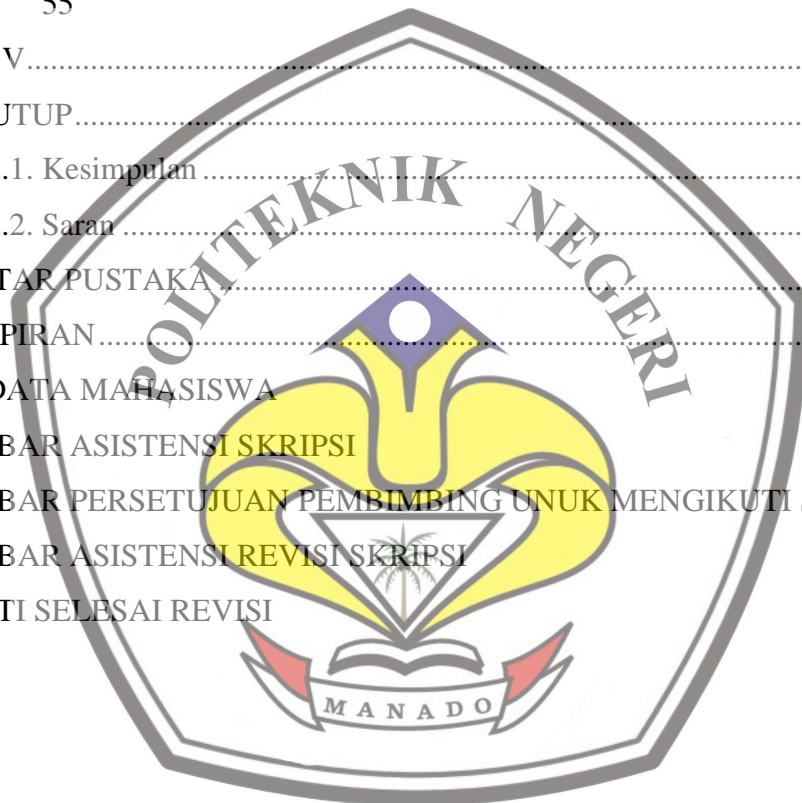 55
V....................................................................................................
UTUP....................................................................................................
.1. Kesimpulan....................................................................................................
.2. Saran....................................................................................................
TAR PUSTAKA....................................................................................................
PIRAN....................................................................................................
DATA MAHASISWA
BAR ASISTENSI SKRIPSI
BAR PERSETUJUAN PEMBIMBING UNUK MENGIKUTI
BAR ASISTENSI REVISI SKRIPSI
TI SELESAI REVISI
POLITEKNIK NEGERI
MANADO